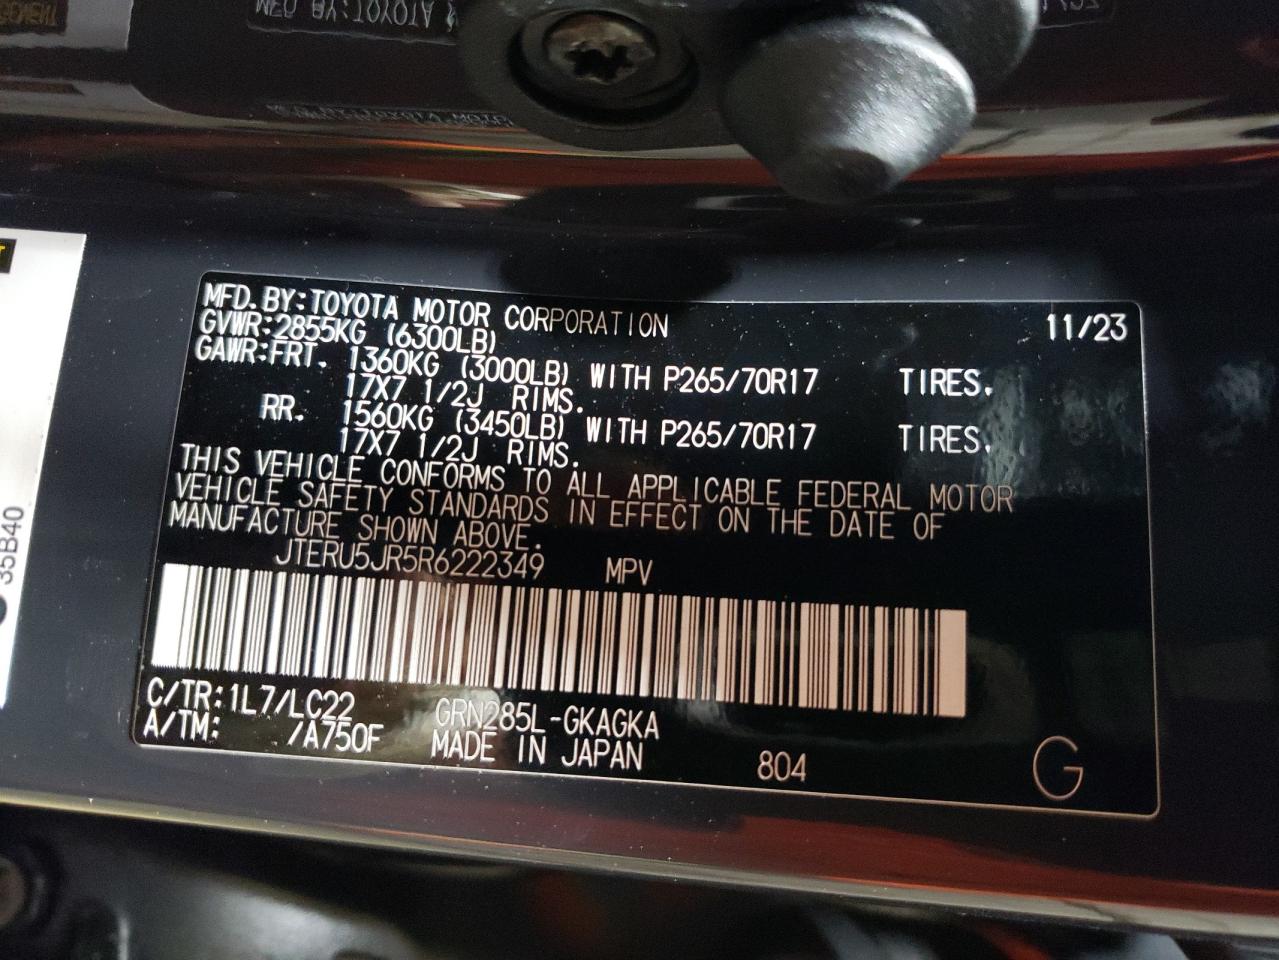 MFD. BY:TOYOTA MOTOR CORPORATION 11/23
GVWR:2855KG (6300LB)
GAWR:FRT. 1360KG (3000LB) WITH P265/70R17 TIRES.
17X7 1/2J RIMS.
RR. 1560KG (3450LB) WITH P265/70R17 TIRES.
17X7 1/2J RIMS.
THIS VEHICLE CONFORMS TO ALL APPLICABLE FEDERAL MOTOR
VEHICLE SAFETY STANDARDS IN EFFECT ON THE DATE OF
MANUFACTURE SHOWN ABOVE.
JTERU5JR5R6222349 MPV
C/TR:1L7/LC22 GRN285L-GKAGKA
A/TM: /A750F MADE IN JAPAN 804 G
35B40